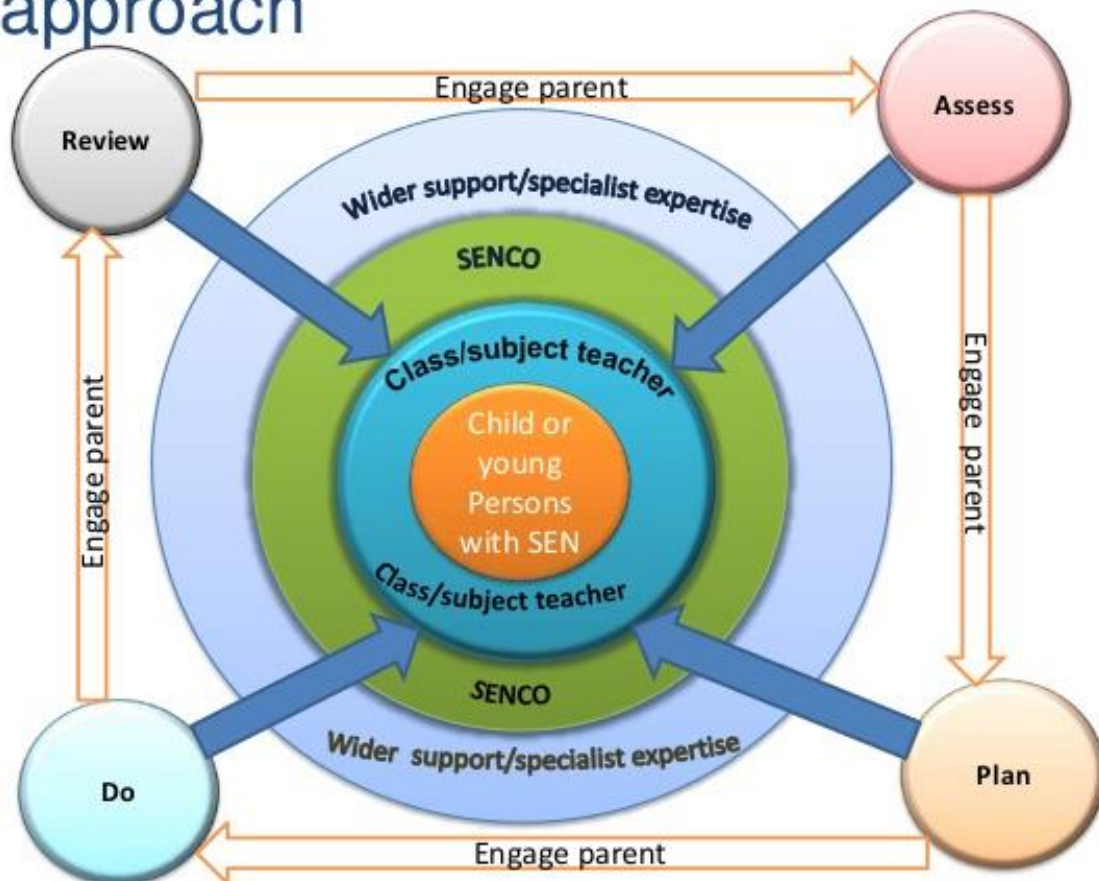 approach
Engage parent
Review
Assess
Wider support/specialist expertise
SENCO
Class/subject teacher
Child or
young
Persons
with SEN
Class/subject teacher
SENCO
Wider support/specialist expertise
Engage parent
Engage parent
Do
Plan
Engage parent